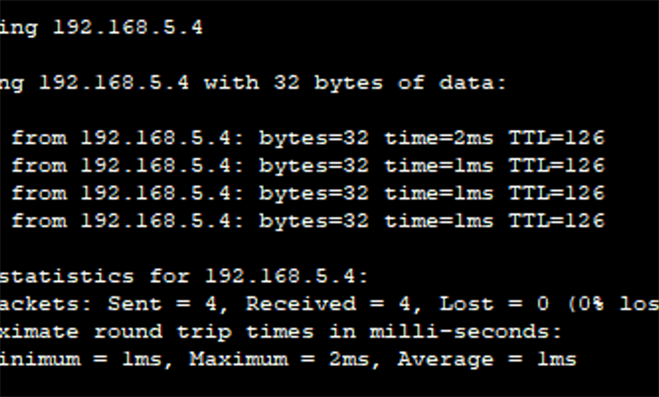 ing 192.168.5.4
ng 192.168.5.4 with 32 bytes of data:
from 192.168.5.4: bytes=32 time=2ms TTL=126
from 192.168.5.4: bytes=32 time=1ms TTL=126
from 192.168.5.4: bytes=32 time=1ms TTL=126
from 192.168.5.4: bytes=32 time=1ms TTL=126
statistics for 192.168.5.4:
ackets: Sent = 4, Received = 4, Lost = 0 (0% los
ximate round trip times in milli-seconds:
inimum = 1ms, Maximum = 2ms, Average = 1ms